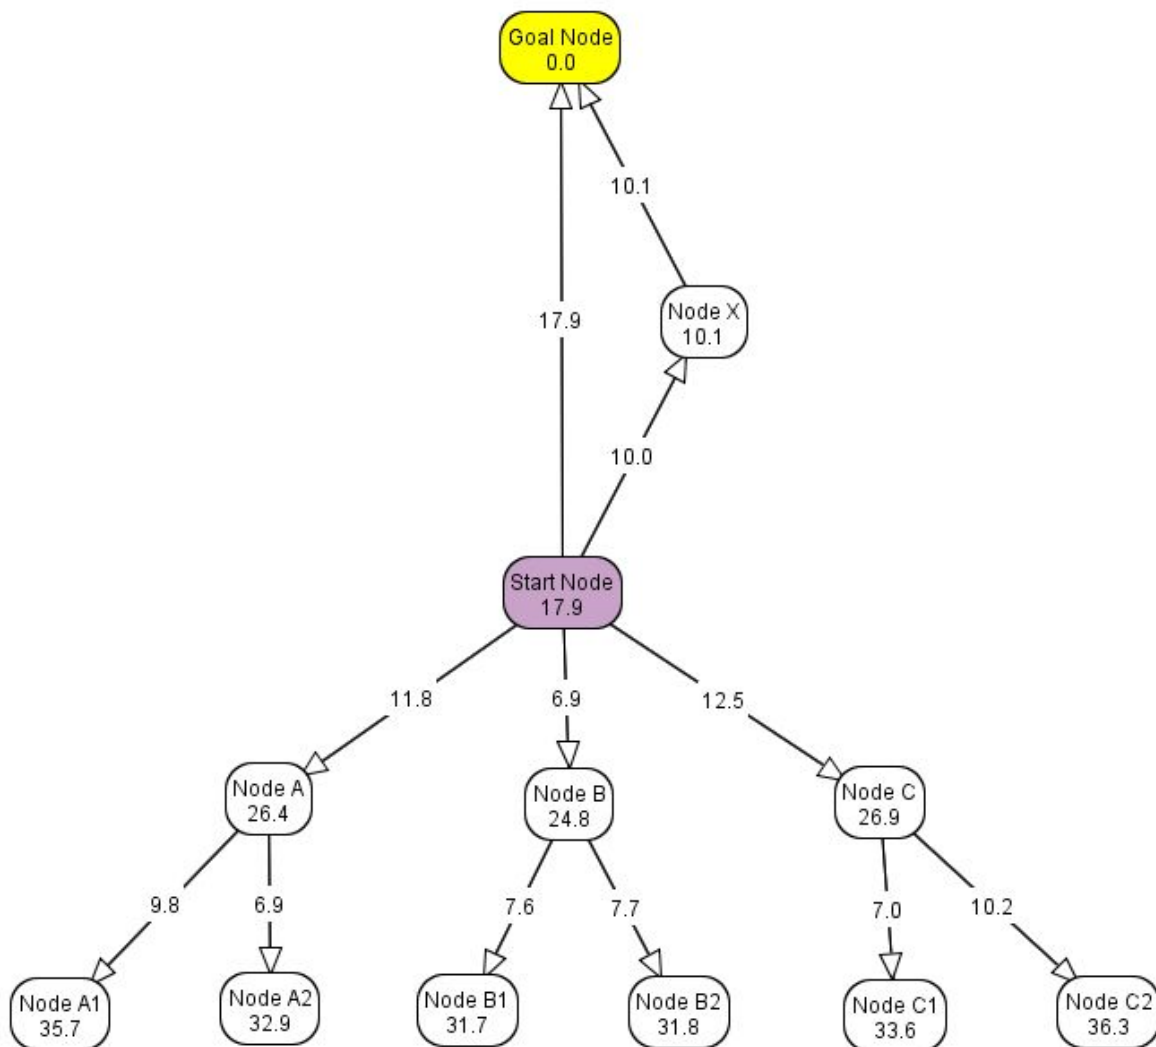 Goal Node
0.0
10.1
Node X
10.1
17.9
10.0
Start Node
17.9
11.8
6.9
12.5
Node A
26.4
Node B
24.8
Node C
26.9
9.8
6.9
7.6
7.7
7.0
10.2
Node A1
35.7
Node A2
32.9
Node B1
31.7
Node B2
31.8
Node C1
33.6
Node C2
36.3